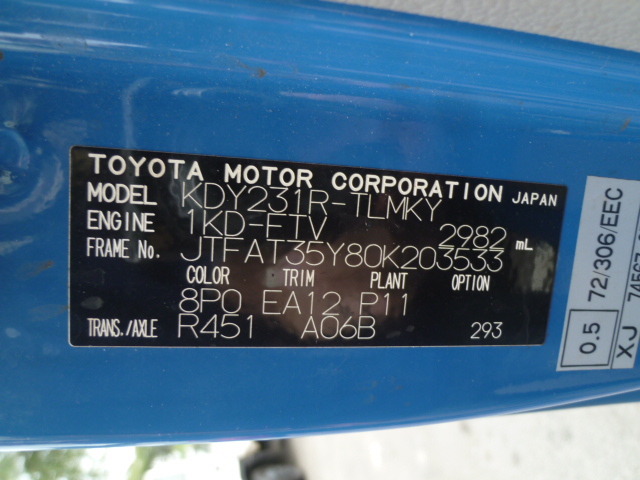 TOYOTA MOTOR CORPORATION JAPAN
MODEL KDY231R-TLMKY
ENGINE 1KD-FTV 2982 mL
FRAME No. JTFAT35Y80K203533
COLOR TRIM PLANT OPTION
8P0 EA12 P11
TRANS./AXLE R451 A06B 293
0.5 72/306/EEC
XJ